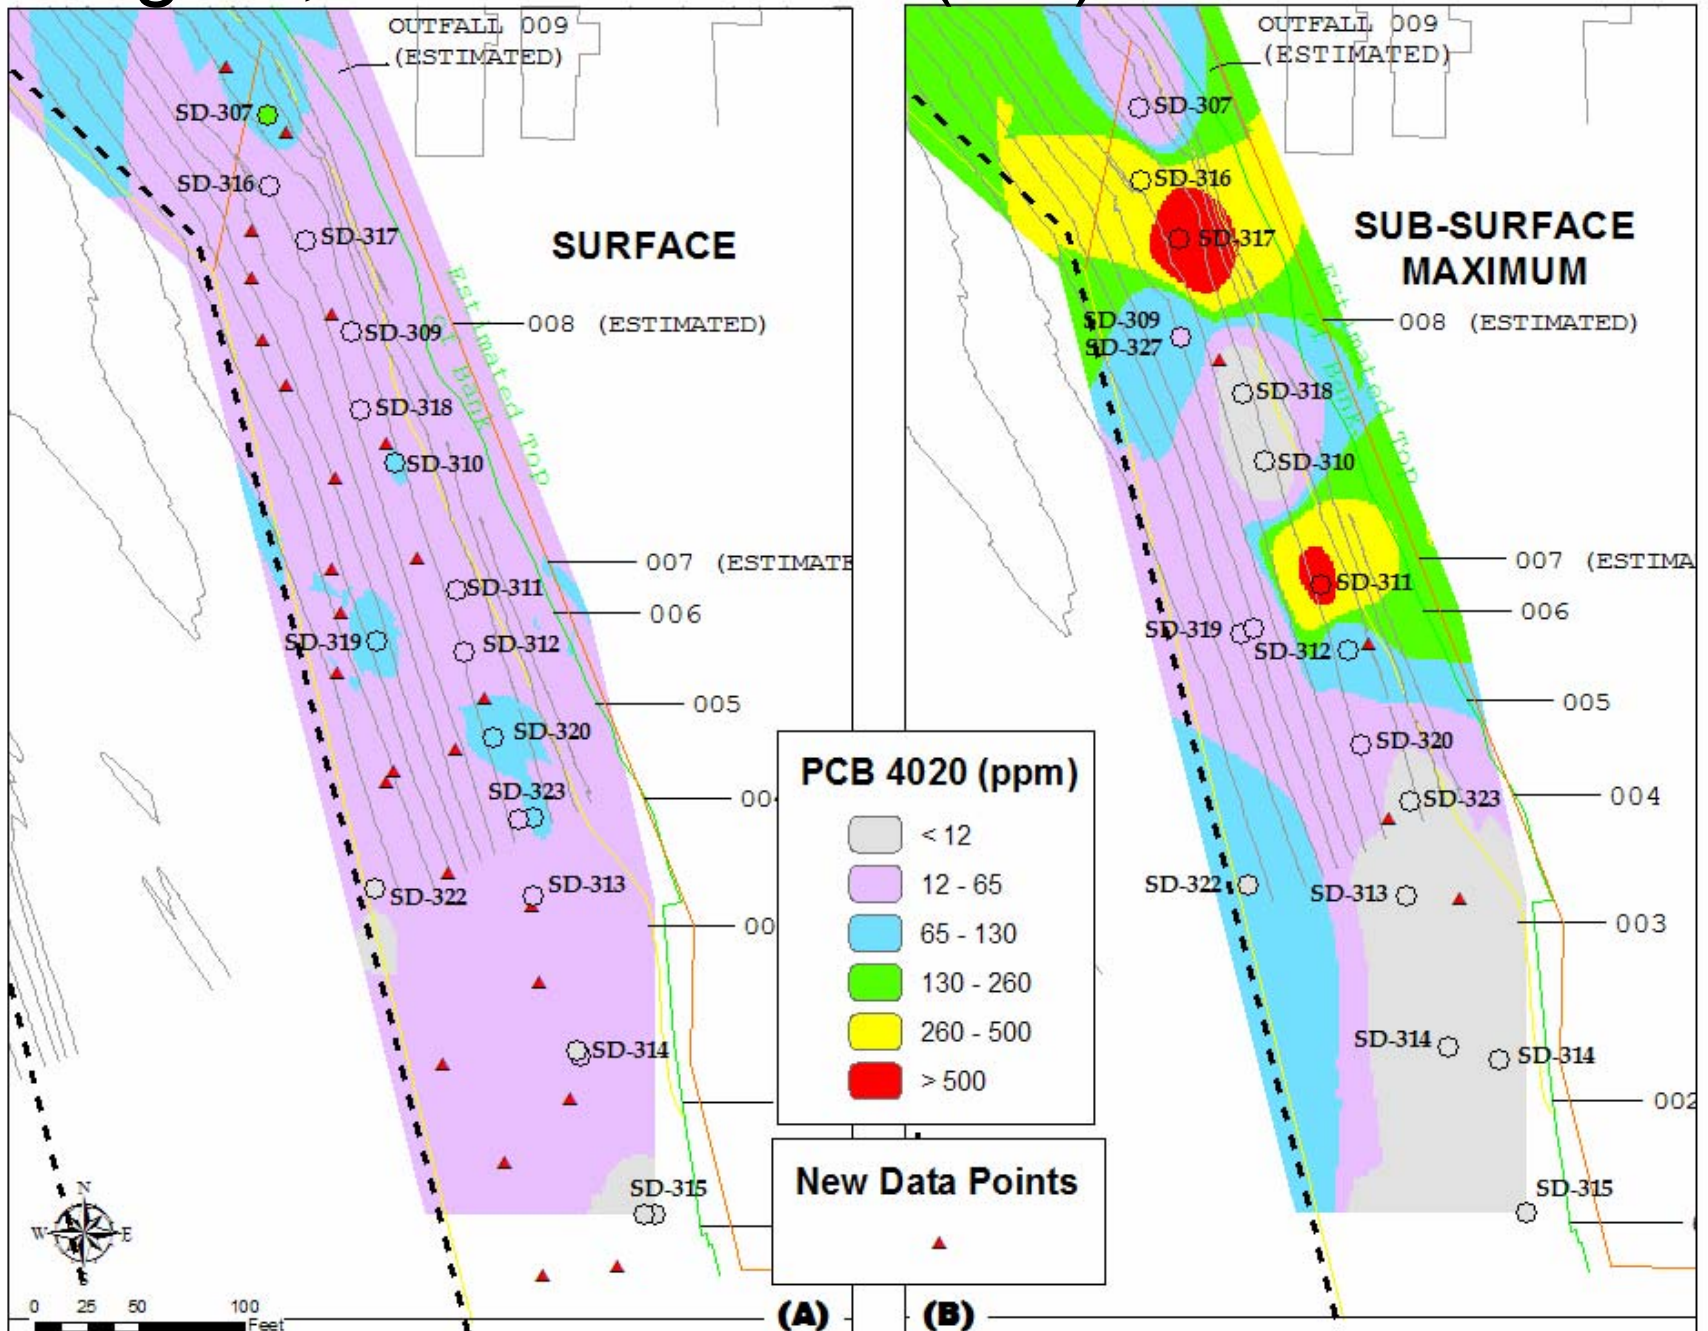 OUTFALL 009
(ESTIMATED)
SD-307
SD-316
SD-317
SURFACE
Estimated Top
of Bank
008 (ESTIMATED)
SD-309
SD-318
SD-310
007 (ESTIMATE
SD-311
006
SD-319
SD-312
005
SD-320
SD-323
004
SD-322
SD-313
00
SD-314
SD-315
N
W
E
S
0 25 50 100
Feet
(A)
OUTFALL 009
(ESTIMATED)
SD-307
SD-316
SD-317
SUB-SURFACE
MAXIMUM
Estimated Top
of Bank
008 (ESTIMATED)
SD-309
SD-327
SD-318
SD-310
007 (ESTIMA
SD-311
006
SD-319
SD-312
005
SD-320
SD-323
004
SD-322
SD-313
003
SD-314
SD-314
002
SD-315
(B)
PCB 4020 (ppm)
< 12
12 - 65
65 - 130
130 - 260
260 - 500
> 500
New Data Points